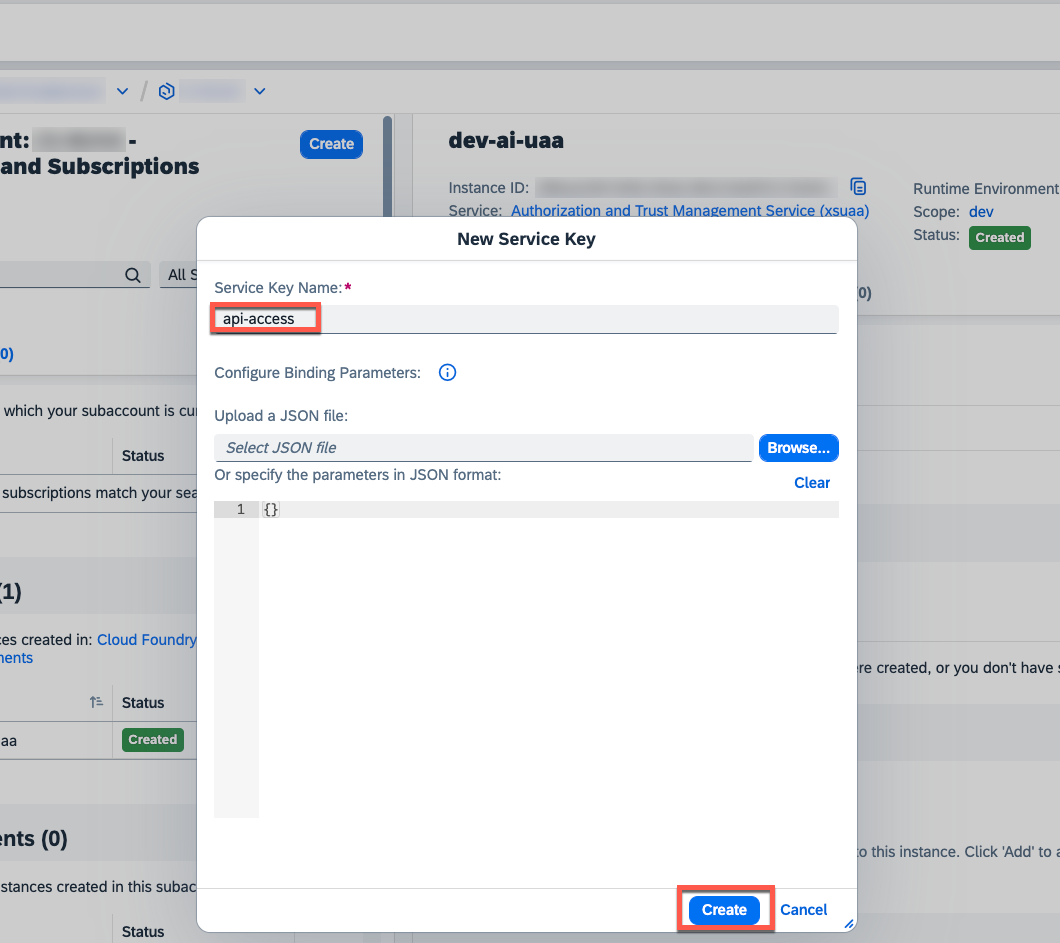 nt: -
and Subscriptions
Create
dev-ai-uaa
Instance ID:
Service: Authorization and Trust Management Service (xsuaa)
Runtime Environment
Scope: dev
Status: Created
All S
0)
(0)
which your subaccount is cu
Status
subscriptions match your sea
(1)
ces created in: Cloud Foundry
ments
Status
aa
Created
ents (0)
stances created in this subac
Status
New Service Key
Service Key Name:*
api-access
Configure Binding Parameters:
Upload a JSON file:
Select JSON file
Browse...
Or specify the parameters in JSON format:
Clear
1 {}
Create
Cancel
ere created, or you don't have s
to this instance. Click 'Add' to a